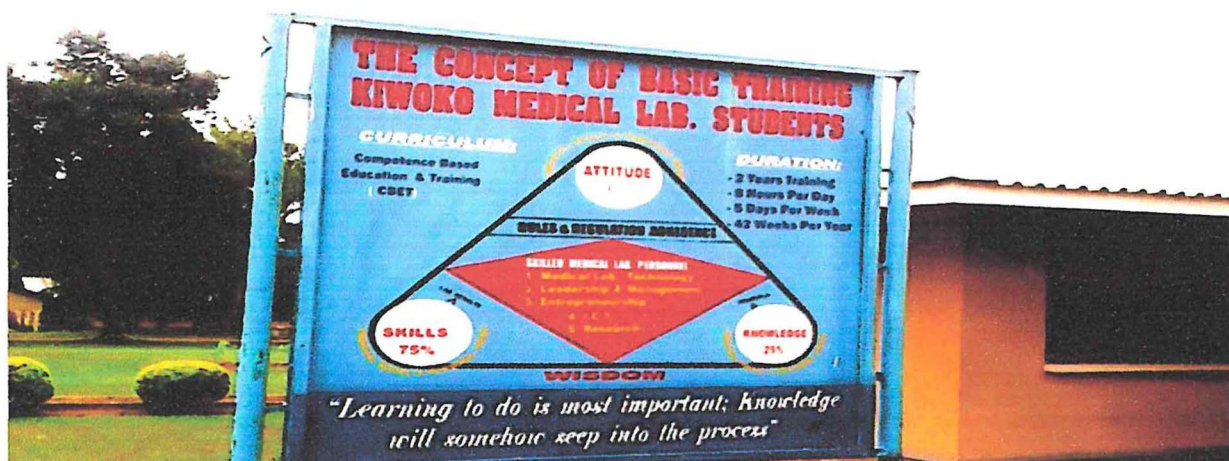 THE CONCEPT OF BASIC TRAINING
KIWOKO MEDICAL LAB. STUDENTS
CURRICULUM:
Competence Based
Education & Training
( CBET)
DURATION:
- 2 Years Training
- 8 Hours Per Day
- 5 Days Per Week
- 42 Weeks Per Year
ATTITUDE
RULES & REGULATION ADHERENCE
SKILLED MEDICAL LAB. PERSONNEL
1. Medical Lab. Technology
2. Leadership & Management
3. Entrepreneurship
4. I.C.T.
5. Research
SKILLS
75%
KNOWLEDGE
25%
WISDOM
"Learning to do is most important; Knowledge
will somehow seep into the process"